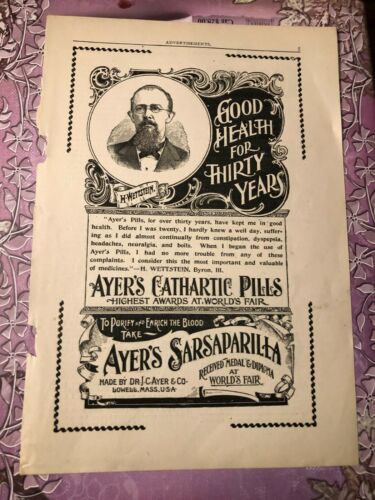 ADVERTISEMENTS.
GOOD
HEALTH
FOR
THIRTY
YEARS
H. WETTSTEIN.
"Ayer's Pills, for over thirty years, have kept me in good
health. Before I was twenty, I hardly knew a well day, suffer-
ing as I did almost continually from constipation, dyspepsia,
headaches, neuralgia, and boils. When I began the use of
Ayer's Pills, I had no more trouble from any of these
complaints. I consider this the most important and valuable
of medicines."—H. WETTSTEIN, Byron, Ill.
AYER'S CATHARTIC PILLS
HIGHEST AWARDS AT WORLD'S FAIR
TO PURIFY AND ENRICH THE BLOOD
TAKE
AYER'S SARSAPARILLA
MADE BY DR. J. C. AYER & CO.
LOWELL, MASS., U.S.A
RECEIVED MEDAL & DIPLOMA
AT
WORLD'S FAIR.